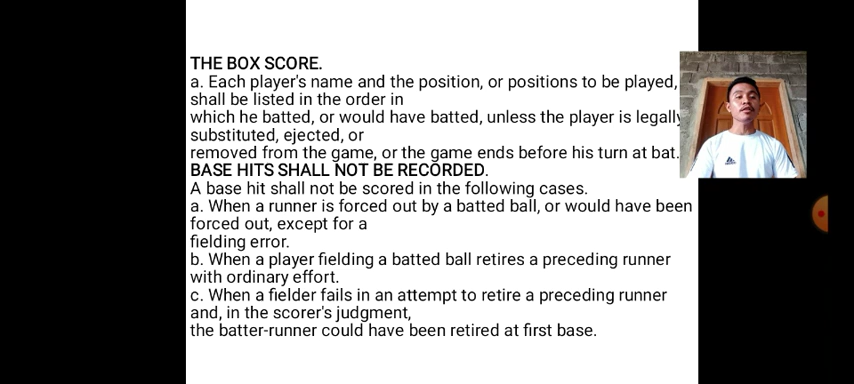 THE BOX SCORE.
a. Each player's name and the position, or positions to be played,
shall be listed in the order in
which he batted, or would have batted, unless the player is legally
substituted, ejected, or
removed from the game, or the game ends before his turn at bat.
BASE HITS SHALL NOT BE RECORDED.
A base hit shall not be scored in the following cases.
a. When a runner is forced out by a batted ball, or would have been
forced out, except for a
fielding error.
b. When a player fielding a batted ball retires a preceding runner
with ordinary effort.
c. When a fielder fails in an attempt to retire a preceding runner
and, in the scorer's judgment,
the batter-runner could have been retired at first base.